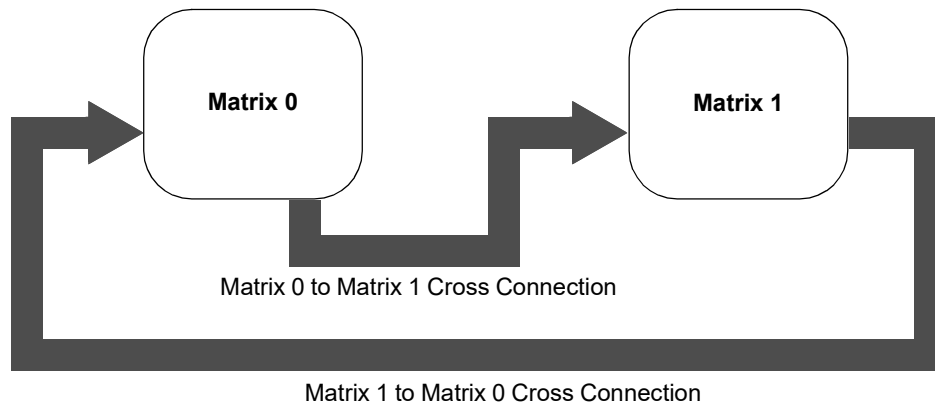 Matrix 0
Matrix 1
Matrix 0 to Matrix 1 Cross Connection
Matrix 1 to Matrix 0 Cross Connection